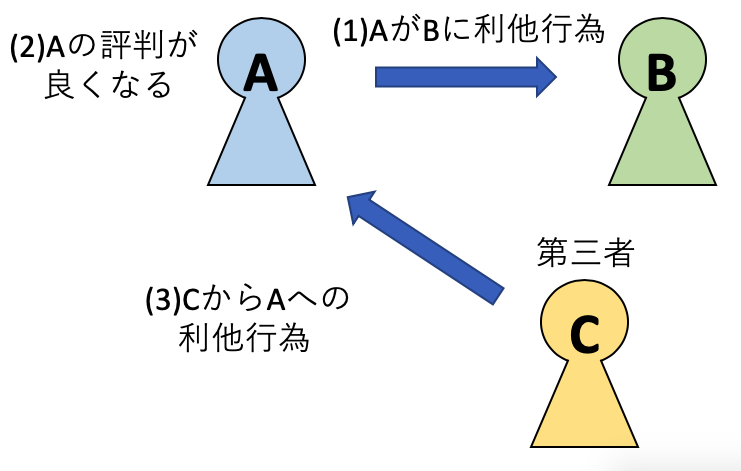 (2)Aの評判が
良くなる
A
(1)AがBに利他行為
B
(3)CからAへの
利他行為
第三者
C